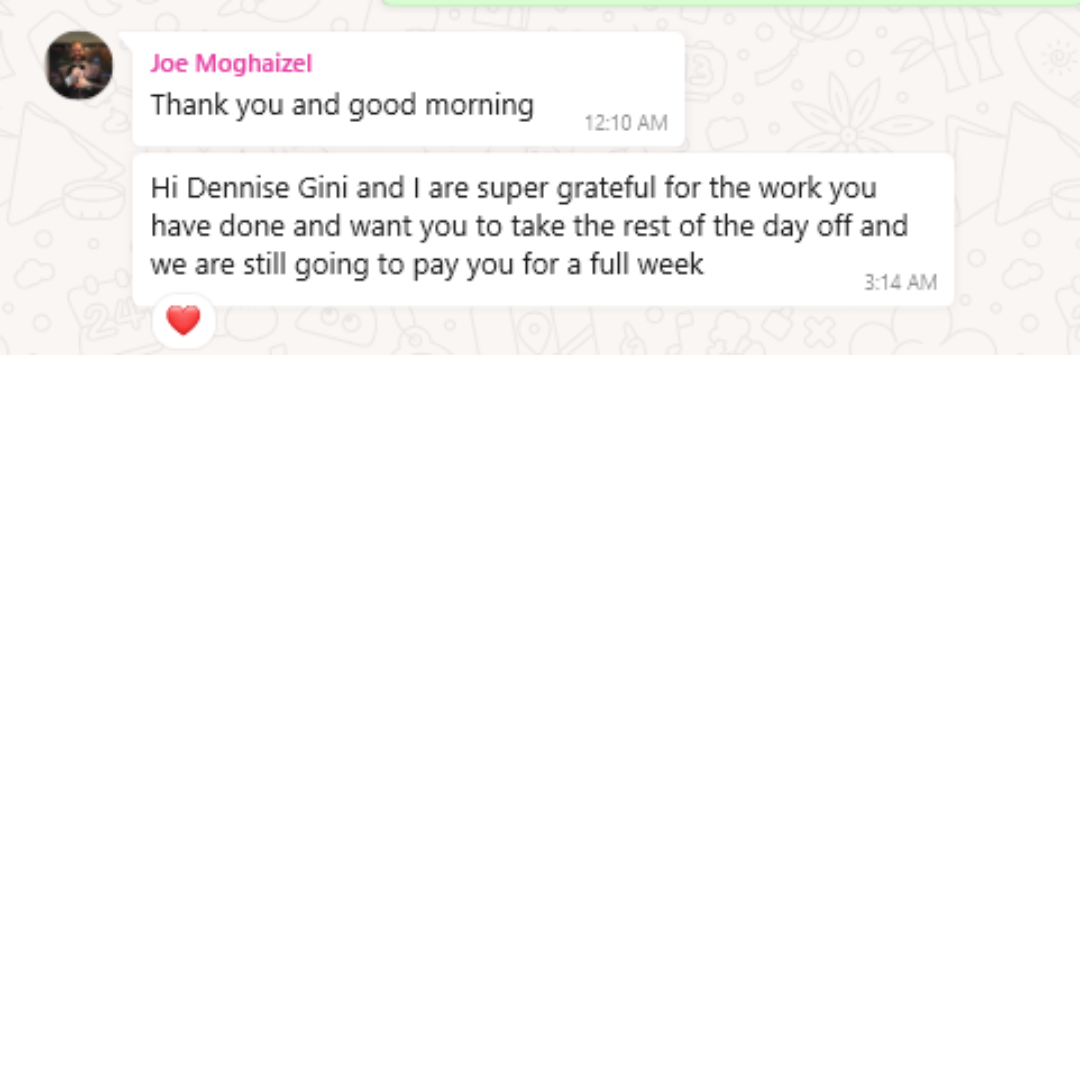 Joe Moghaizel
Thank you and good morning
12:10 AM
Hi Dennise Gini and I are super grateful for the work you
have done and want you to take the rest of the day off and
we are still going to pay you for a full week
3:14 AM